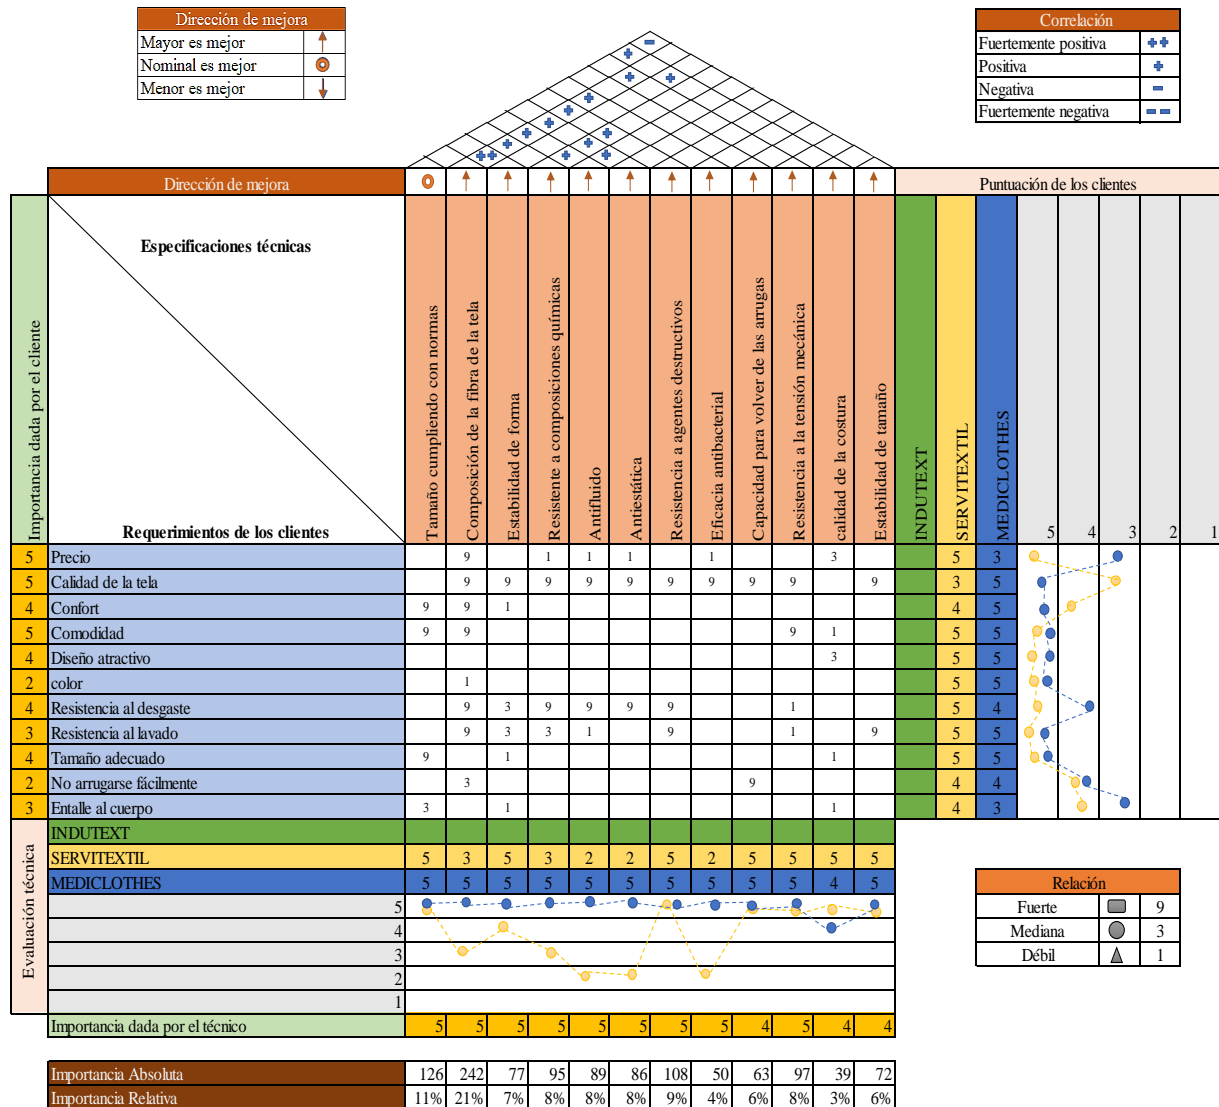 Dirección de mejora
Mayor es mejor
Nominal es mejor
Menor es mejor
Correlación
Fuertemente positiva
Positiva
Negativa
Fuertemente negativa
Dirección de mejora
Puntuación de los clientes
Importancia dada por el cliente
Especificaciones técnicas
Requerimientos de los clientes
Tamaño cumpliendo con normas
Composición de la fibra de la tela
Estabilidad de forma
Resistente a composiciones químicas
Antifluido
Antiestática
Resistencia a agentes destructivos
Eficacia antibacterial
Capacidad para volver de las arrugas
Resistencia a la tensión mecánica
calidad de la costura
Estabilidad de tamaño
INDUTEXT
SERVITEXTIL
MEDICLOTHES
5 4 3 2 1
5 Precio 9 1 1 1 1 3 5 3
5 Calidad de la tela 9 9 9 9 9 9 9 9 9 9 3 5
4 Confort 9 9 1 4 5
5 Comodidad 9 9 9 1 5 5
4 Diseño atractivo 3 5 5
2 color 1 5 5
4 Resistencia al desgaste 9 3 9 9 9 9 1 5 4
3 Resistencia al lavado 9 3 3 1 9 1 9 5 5
4 Tamaño adecuado 9 1 1 5 5
2 No arrugarse fácilmente 3 9 4 4
3 Entalle al cuerpo 3 1 1 4 3
Evaluación técnica
INDUTEXT
SERVITEXTIL 5 3 5 3 2 2 5 2 5 5 5 5
MEDICLOTHES 5 5 5 5 5 5 5 5 5 5 4 5
5
4
3
2
1
Importancia dada por el técnico 5 5 5 5 5 5 5 5 4 5 4 4
Relación
Fuerte 9
Mediana 3
Débil 1
Importancia Absoluta 126 242 77 95 89 86 108 50 63 97 39 72
Importancia Relativa 11% 21% 7% 8% 8% 8% 9% 4% 6% 8% 3% 6%